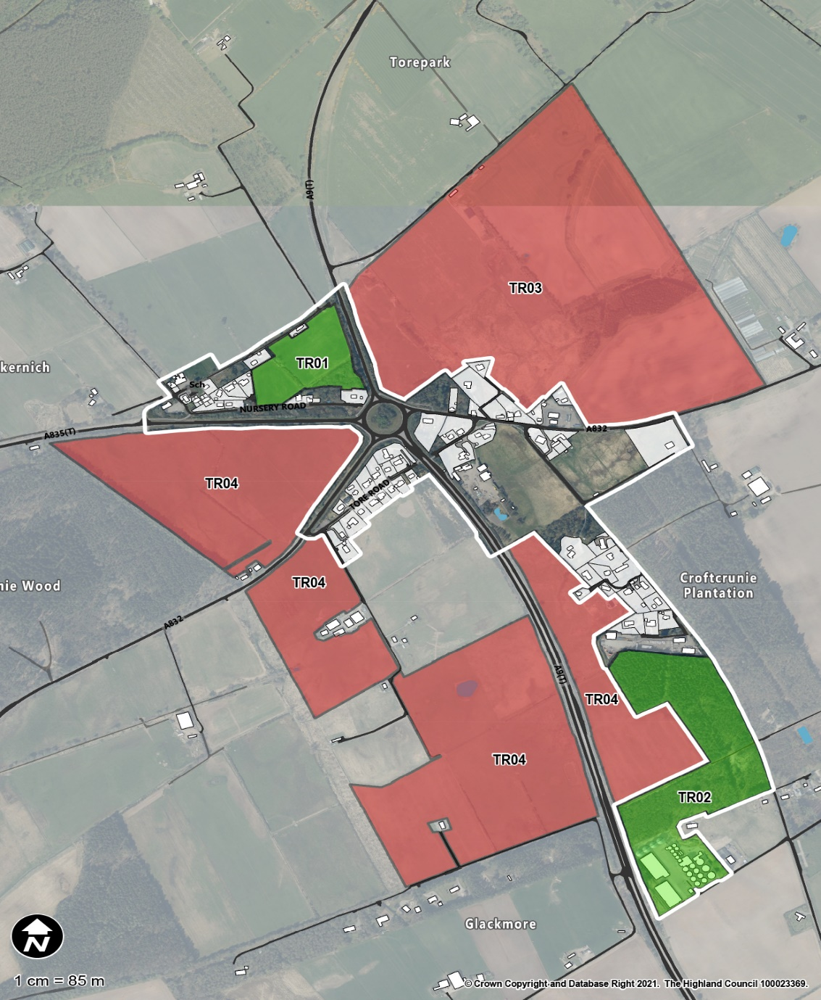 Torepark
A9(T)
TR03
TR01
kernich
Sch
NURSERY ROAD
A835(T)
A832
TR04
TORE ROAD
TR04
nie Wood
Croftcrunie
Plantation
A832
A9(T)
TR04
TR04
TR02
Glackmore
N
1 cm = 85 m
© Crown Copyright and Database Right 2021. The Highland Council 100023369.